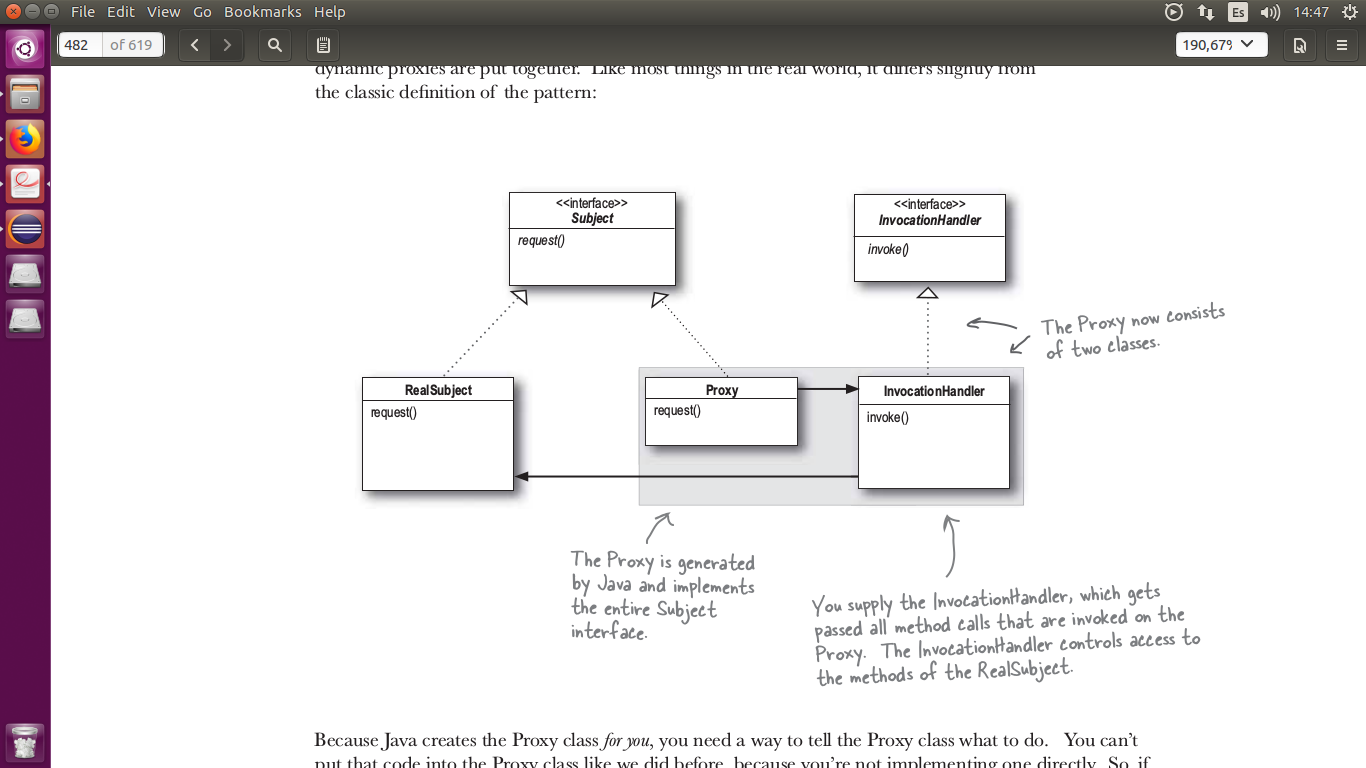 File Edit View Go Bookmarks Help
Es 14:47
482 of 619
190,67%
dynamic proxies are put together. Like most things in the real world, it differs slightly from
the classic definition of the pattern:
<<interface>>
Subject
request()
<<interface>>
InvocationHandler
invoke()
The Proxy now consists
of two classes.
RealSubject
request()
Proxy
request()
InvocationHandler
invoke()
The Proxy is generated
by Java and implements
the entire Subject
interface.
You supply the InvocationHandler, which gets
passed all method calls that are invoked on the
Proxy. The InvocationHandler controls access to
the methods of the RealSubject.
Because Java creates the Proxy class for you, you need a way to tell the Proxy class what to do. You can't
put that code into the Proxy class like we did before, because you're not implementing one directly. So, if